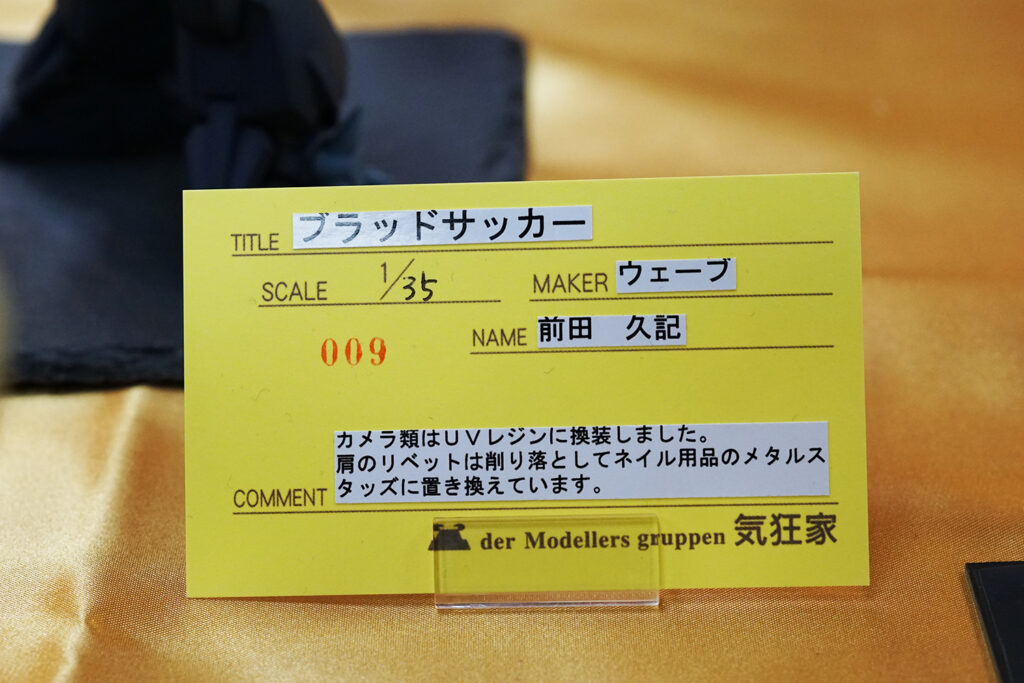 TITLE ブラッドサッカー
SCALE 1/35 MAKER ウェーブ
009 NAME 前田 久記
カメラ類はUVレジンに換装しました。
肩のリベットは削り落としてネイル用品のメタルス
COMMENT タッズに置き換えています。
der Modellers gruppen 気狂家